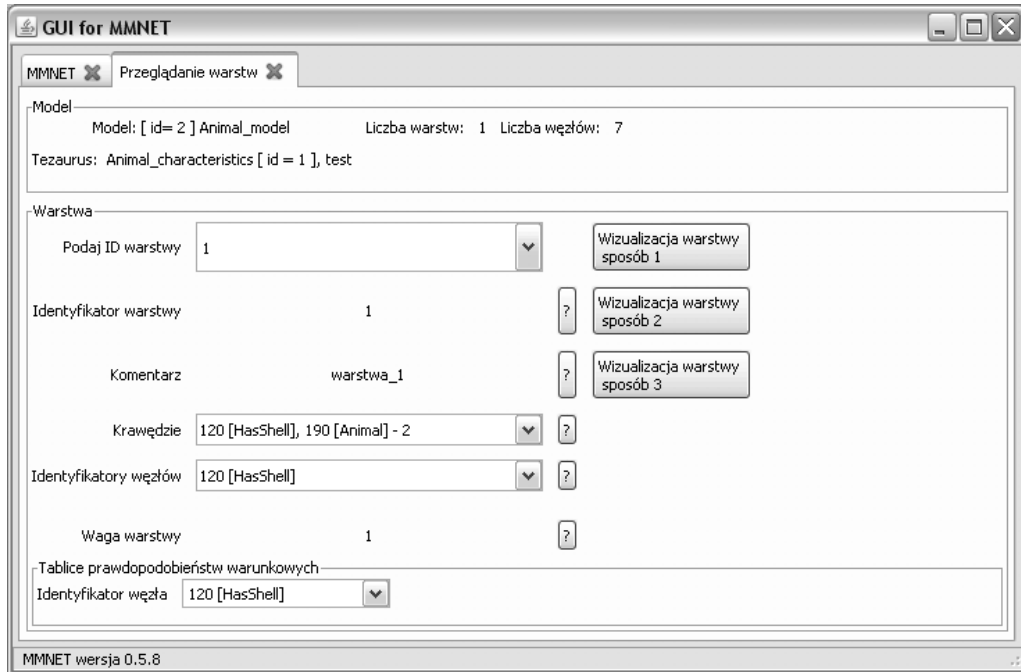 GUI for MMNET
MMNET Przeglądanie warstw
Model
Model: [ id= 2 ] Animal_model Liczba warstw: 1 Liczba węzłów: 7
Tezaurus: Animal_characteristics [ id = 1 ], test
Warstwa
Podaj ID warstwy 1 Wizualizacja warstwy
sposób 1
Identyfikator warstwy 1 ? Wizualizacja warstwy
sposób 2
Komentarz warstwa_1 ? Wizualizacja warstwy
sposób 3
Krawędzie 120 [HasShell], 190 [Animal] - 2 ?
Identyfikatory węzłów 120 [HasShell] ?
Waga warstwy 1 ?
Tablice prawdopodobieństw warunkowych
Identyfikator węzła 120 [HasShell]
MMNET wersja 0.5.8